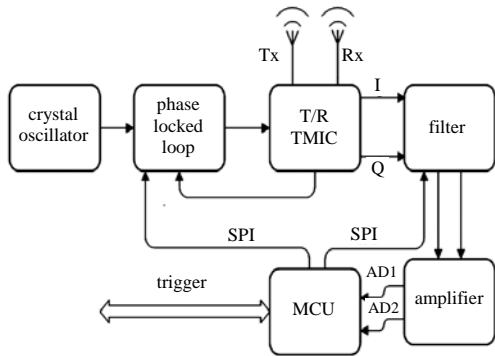 Tx
Rx
crystal
oscillator
phase
locked
loop
T/R
TMIC
I
Q
filter
SPI
SPI
trigger
MCU
AD1
AD2
amplifier